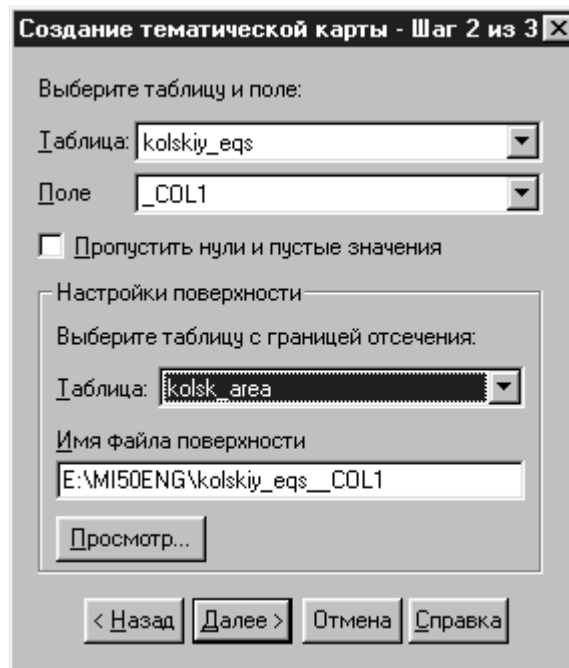 Создание тематической карты - Шаг 2 из 3
Выберите таблицу и поле:
Таблица: kolskiy_eqs
Поле _COL1
Пропустить нули и пустые значения
Настройки поверхности
Выберите таблицу с границей отсечения:
Таблица: kolsk_area
Имя файла поверхности
E:\MI50ENG\kolskiy_eqs__COL1
Просмотр...
< Назад Далее > Отмена Справка